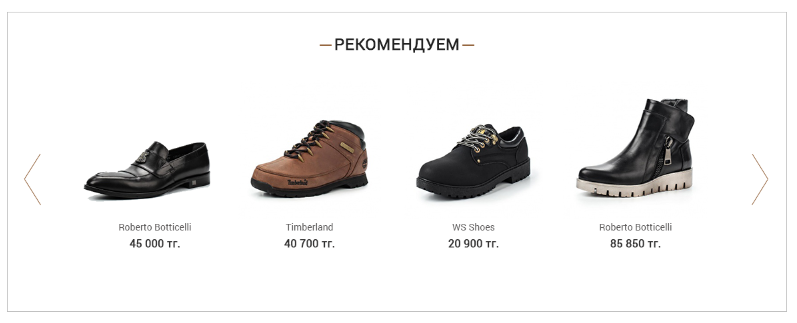 РЕКОМЕНДУЕМ
Roberto Botticelli
45 000 тг.
Timberland
40 700 тг.
WS Shoes
20 900 тг.
Roberto Botticelli
85 850 тг.